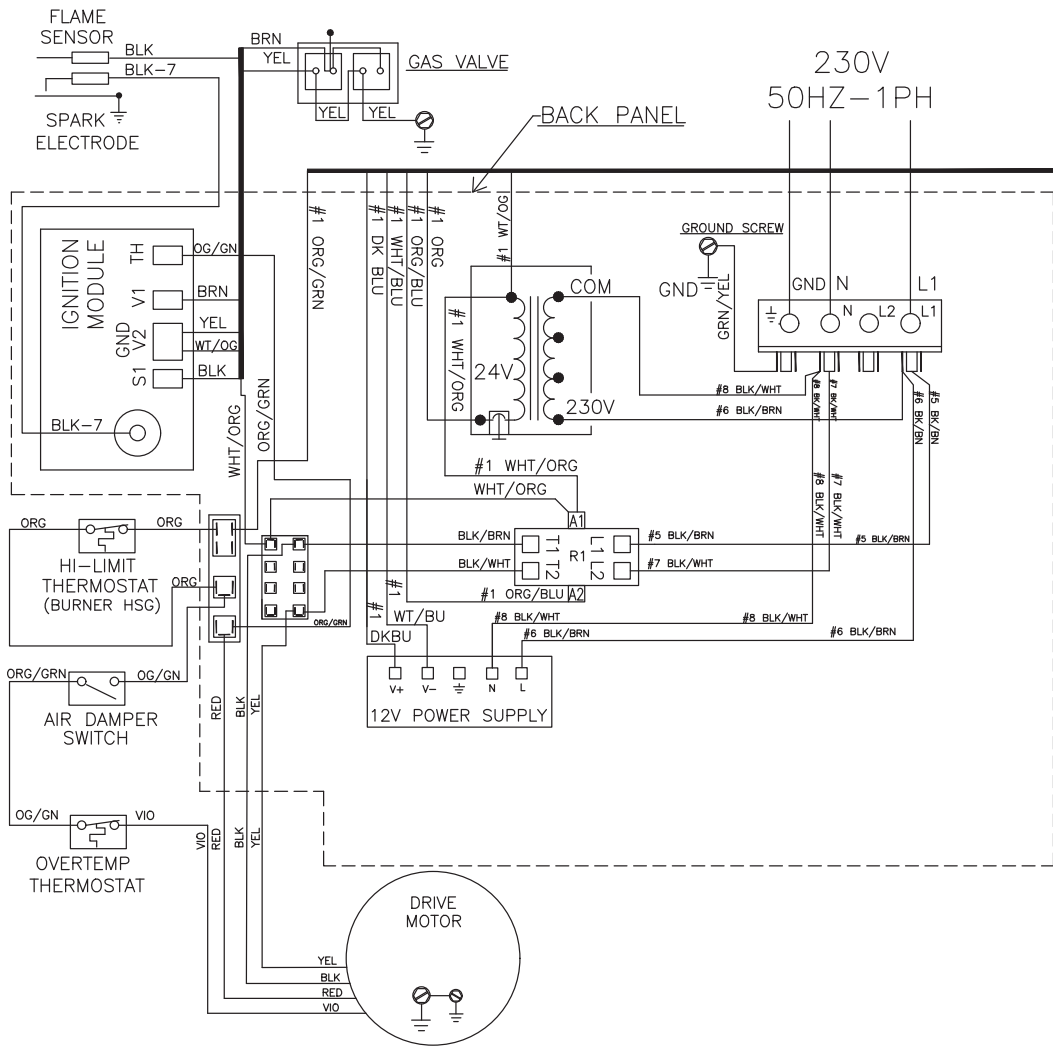 FLAME
SENSOR
BLK
BLK-7
SPARK
ELECTRODE
BRN
YEL
GAS VALVE
YEL
YEL
230V
50HZ-1PH
BACK PANEL
IGNITION
MODULE
TH
OG/GN
V1
BRN
GND
V2
YEL
WT/OG
S1
BLK
BLK-7
WHT/ORG
ORG/GRN
#1 ORG/GRN
#1 DK BLU
#1 WHT/BLU
#1 ORG/BLU
#1 ORG
#1 WT/OG
#1 WHT/ORG
24V
COM
230V
GROUND SCREW
GND
GRN/YEL
GND
N
L1
N
L2
L1
#8 BLK/WHT
#6 BLK/BRN
#8 BK/WHT
#7 BK/WHT
#6 BK/BN
#5 BK/BN
#8 BLK/WHT
#7 BLK/WHT
#1 WHT/ORG
WHT/ORG
A1
BLK/BRN
T1
L1
R1
#5 BLK/BRN
#5 BLK/BRN
BLK/WHT
T2
L2
#7 BLK/WHT
#1 ORG/BLU
A2
ORG
ORG
HI-LIMIT
THERMOSTAT
(BURNER HSG)
ORG
ORG/GRN
#1
WT/BU
#1
DKBU
#8 BLK/WHT
#8 BLK/WHT
#6 BLK/BRN
#6 BLK/BRN
V+
V-
N
L
12V POWER SUPPLY
ORG/GRN
OG/GN
AIR DAMPER
SWITCH
RED
BLK
YEL
OG/GN
VIO
OVERTEMP
THERMOSTAT
VIO
RED
BLK
YEL
DRIVE
MOTOR
YEL
BLK
RED
VIO